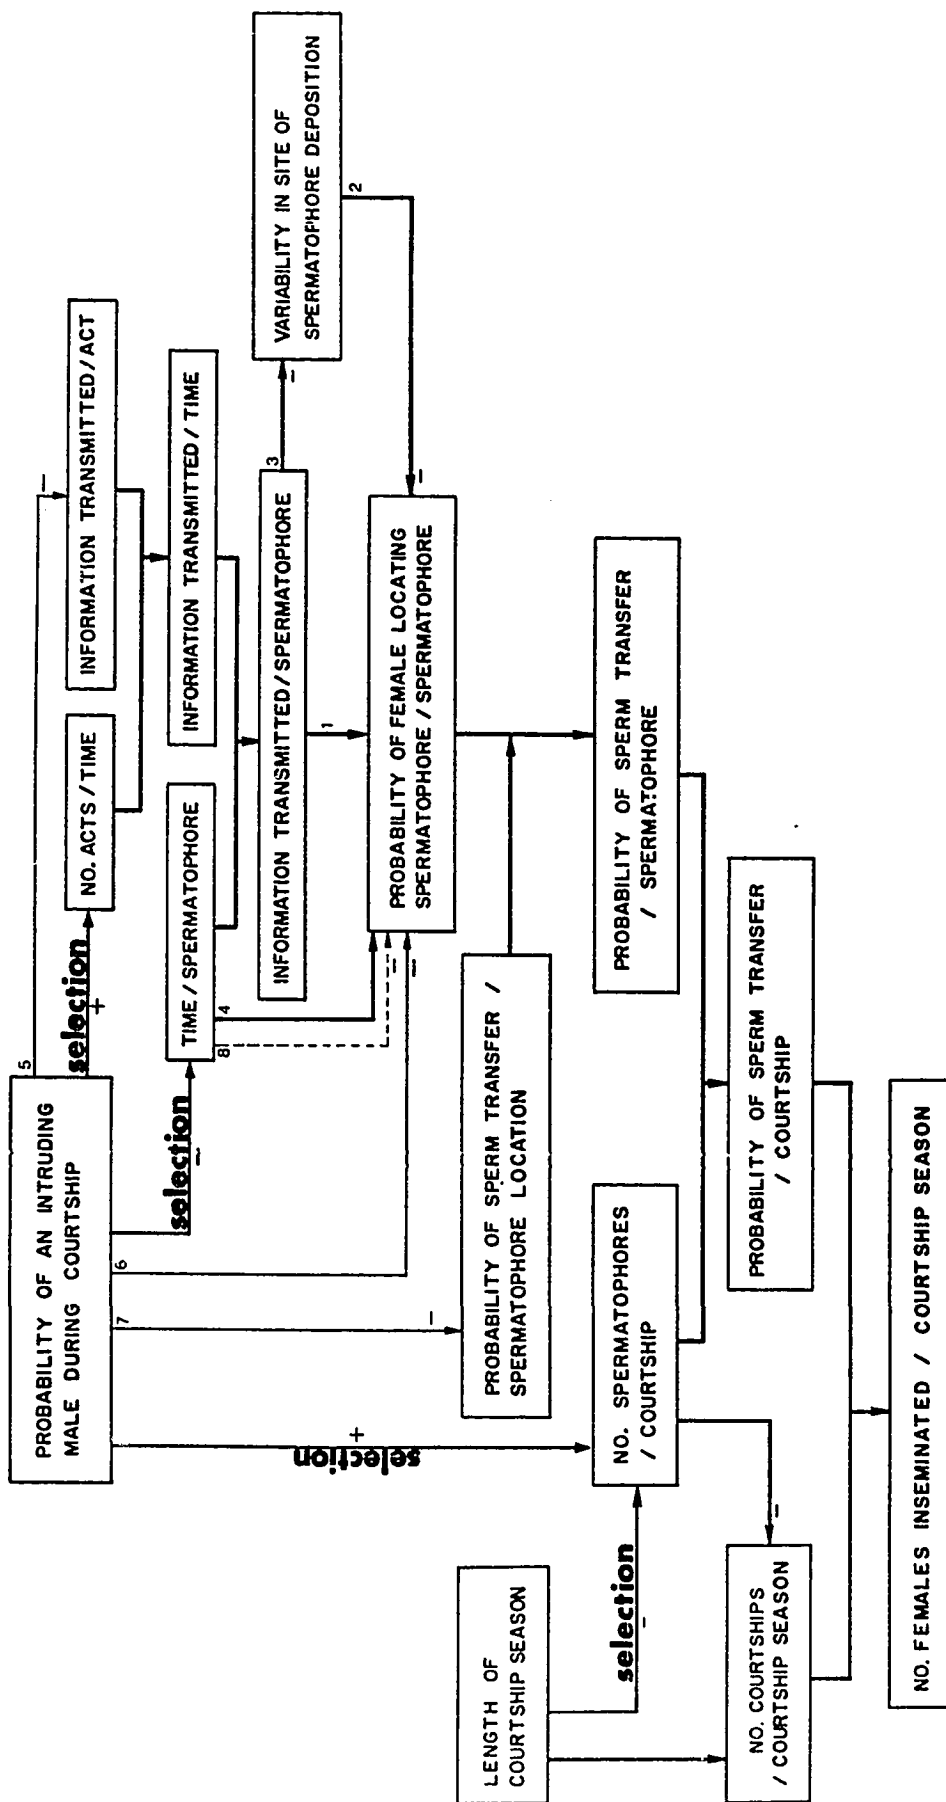 PROBABILITY OF AN INTRUDING
MALE DURING COURTSHIP
5
6
7
selection
+
selection
–
selection
+
–
–
–
NO. ACTS / TIME
INFORMATION TRANSMITTED / ACT
TIME / SPERMATOPHORE
4
8
INFORMATION TRANSMITTED / TIME
INFORMATION TRANSMITTED / SPERMATOPHORE
1
3
–
VARIABILITY IN SITE OF
SPERMATOPHORE DEPOSITION
2
–
–
PROBABILITY OF FEMALE LOCATING
SPERMATOPHORE / SPERMATOPHORE
PROBABILITY OF SPERM TRANSFER /
SPERMATOPHORE LOCATION
LENGTH OF
COURTSHIP SEASON
selection
–
NO. SPERMATOPHORES
/ COURTSHIP
PROBABILITY OF SPERM TRANSFER
/ SPERMATOPHORE
–
NO. COURTSHIPS
/ COURTSHIP SEASON
PROBABILITY OF SPERM TRANSFER
/ COURTSHIP
NO. FEMALES INSEMINATED / COURTSHIP SEASON